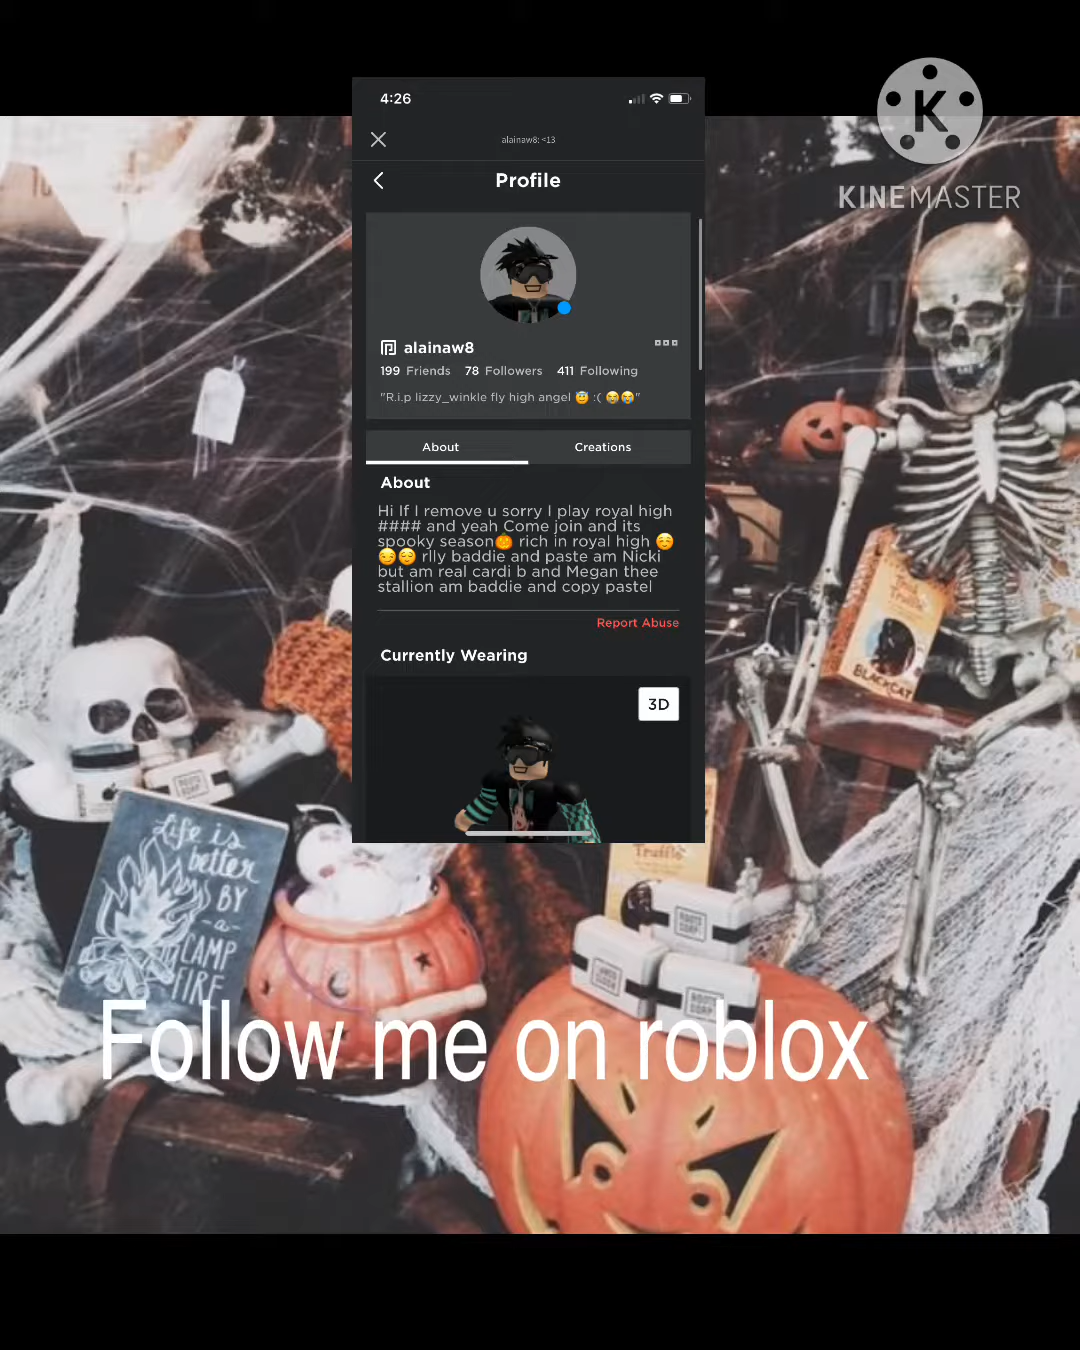 4:26
alainaw8: <13
Profile
alainaw8
199 Friends 78 Followers 411 Following
"R.i.p lizzy_winkle fly high angel 😇 :( 😭😭"
About Creations
About
Hi If I remove u sorry I play royal high
#### and yeah Come join and its
spooky season🎃 rich in royal high ☺️
😏😌 rlly baddie and paste am Nicki
but am real cardi b and Megan thee
stallion am baddie and copy pastel
Report Abuse
Currently Wearing
3D
K
KINEMASTER
BLACKCAT
Truffle
life is
better
BY
-a-
CAMP
FIRE
Follow me on roblox